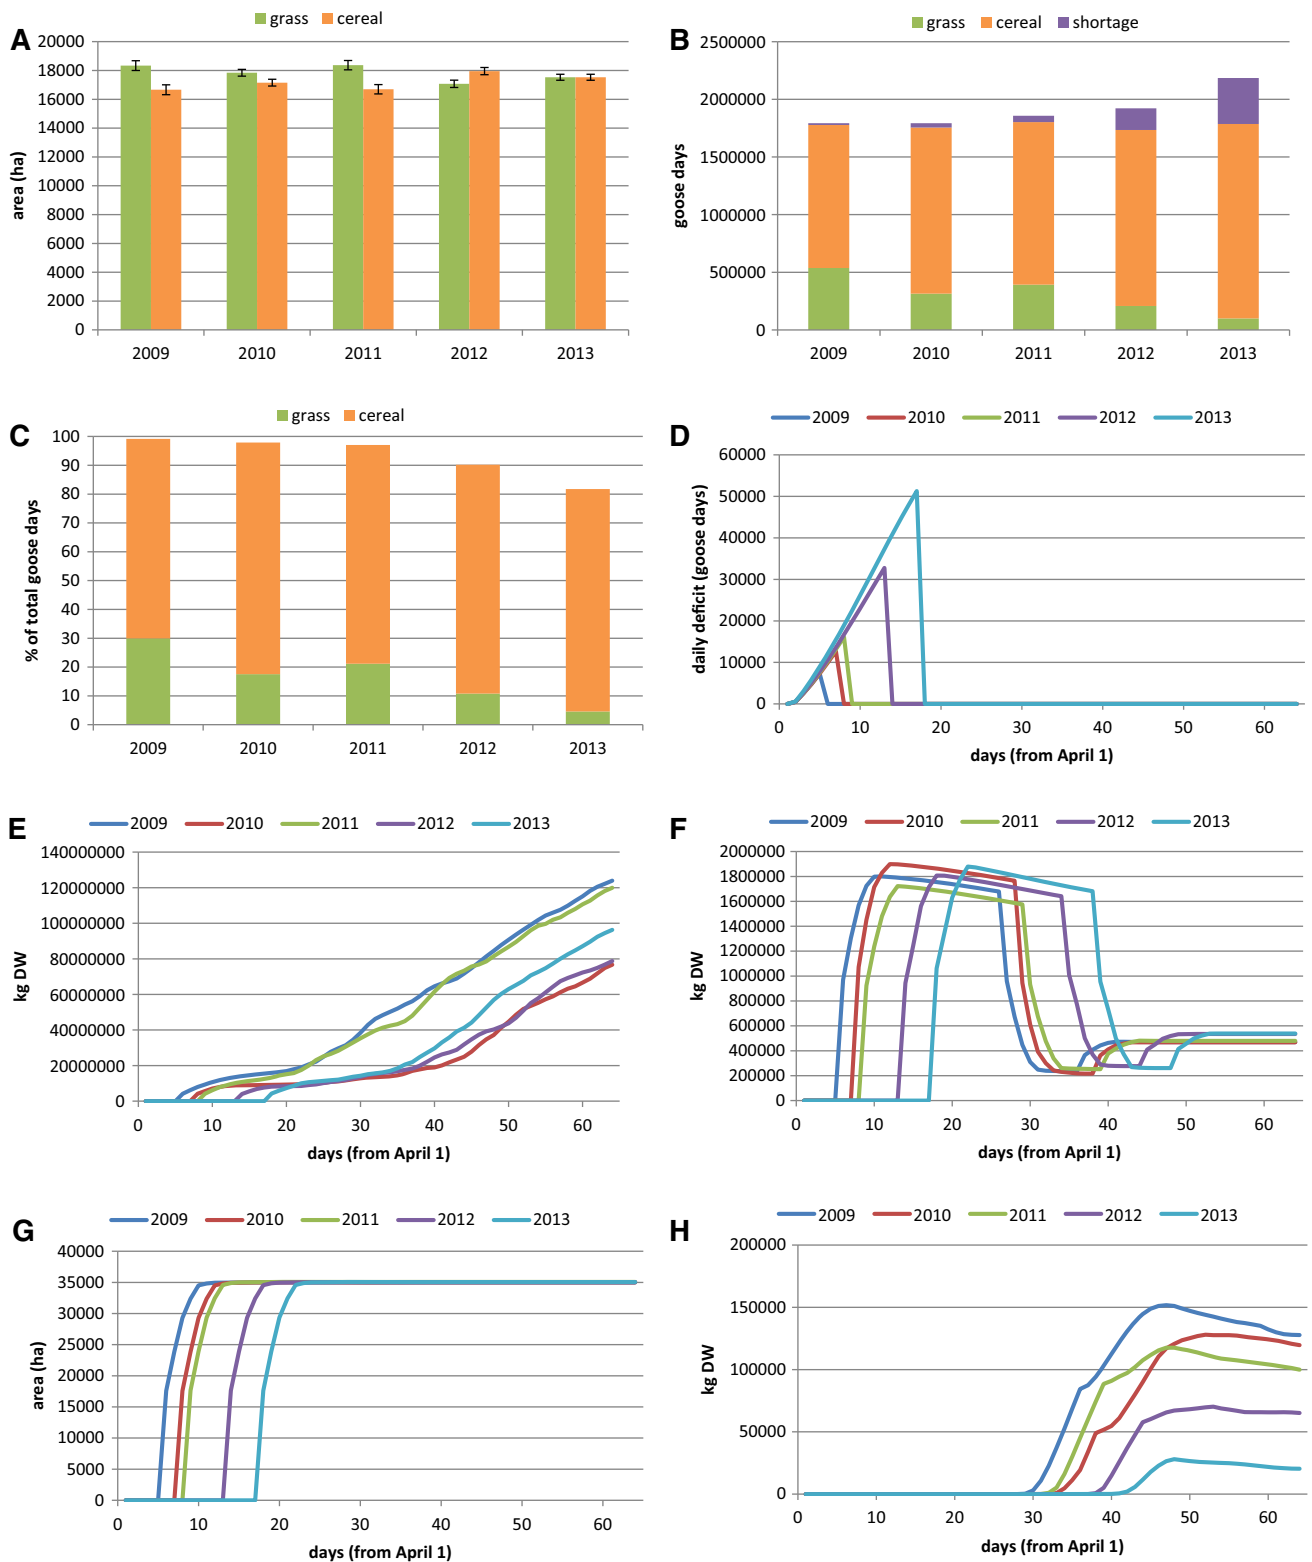 A
grass cereal
20000
18000
16000
14000
12000
10000
8000
6000
4000
2000
0
area (ha)
2009 2010 2011 2012 2013
B
grass cereal shortage
2500000
2000000
1500000
1000000
500000
0
goose days
2009 2010 2011 2012 2013
C
grass cereal
100
90
80
70
60
50
40
30
20
10
0
% of total goose days
2009 2010 2011 2012 2013
D
2009 2010 2011 2012 2013
60000
50000
40000
30000
20000
10000
0
daily deficit (goose days)
0 10 20 30 40 50 60
days (from April 1)
E
2009 2010 2011 2012 2013
140000000
120000000
100000000
80000000
60000000
40000000
20000000
0
kg DW
0 10 20 30 40 50 60
days (from April 1)
F
2009 2010 2011 2012 2013
2000000
1800000
1600000
1400000
1200000
1000000
800000
600000
400000
200000
0
kg DW
0 10 20 30 40 50 60
days (from April 1)
G
2009 2010 2011 2012 2013
40000
35000
30000
25000
20000
15000
10000
5000
0
area (ha)
0 10 20 30 40 50 60
days (from April 1)
H
2009 2010 2011 2012 2013
200000
150000
100000
50000
0
kg DW
0 10 20 30 40 50 60
days (from April 1)